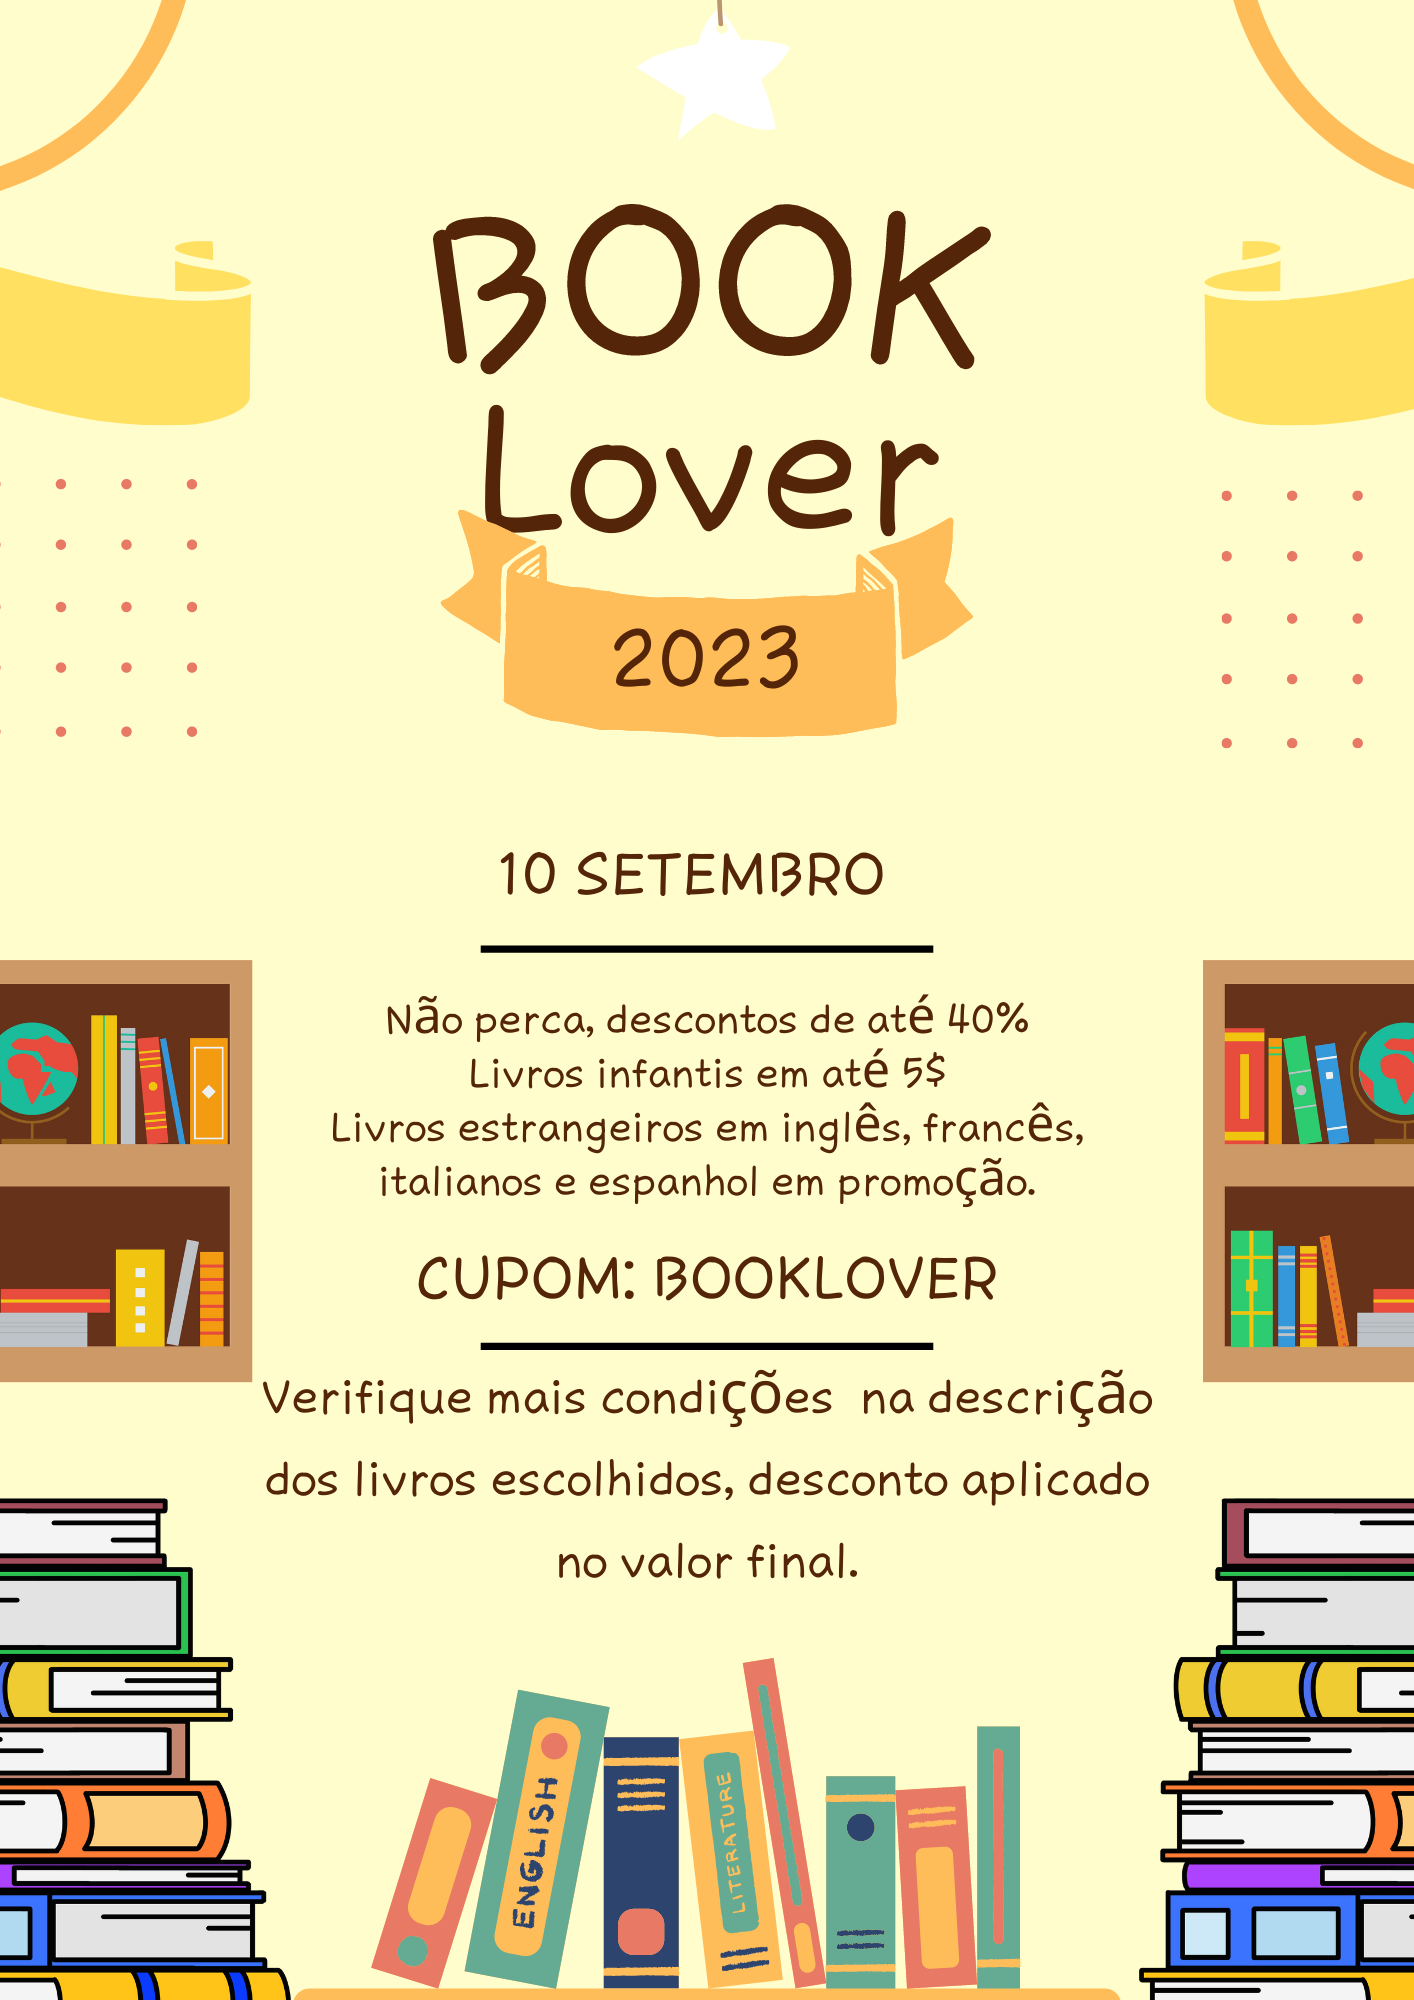 BOOK
Lover
2023
10 SETEMBRO
Não perca, descontos de até 40%
Livros infantis em até 5$
Livros estrangeiros em inglês, francês,
italianos e espanhol em promoção.
CUPOM: BOOKLOVER
Verifique mais condições na descrição
dos livros escolhidos, desconto aplicado
no valor final.
ENGLISH
LITERATURE